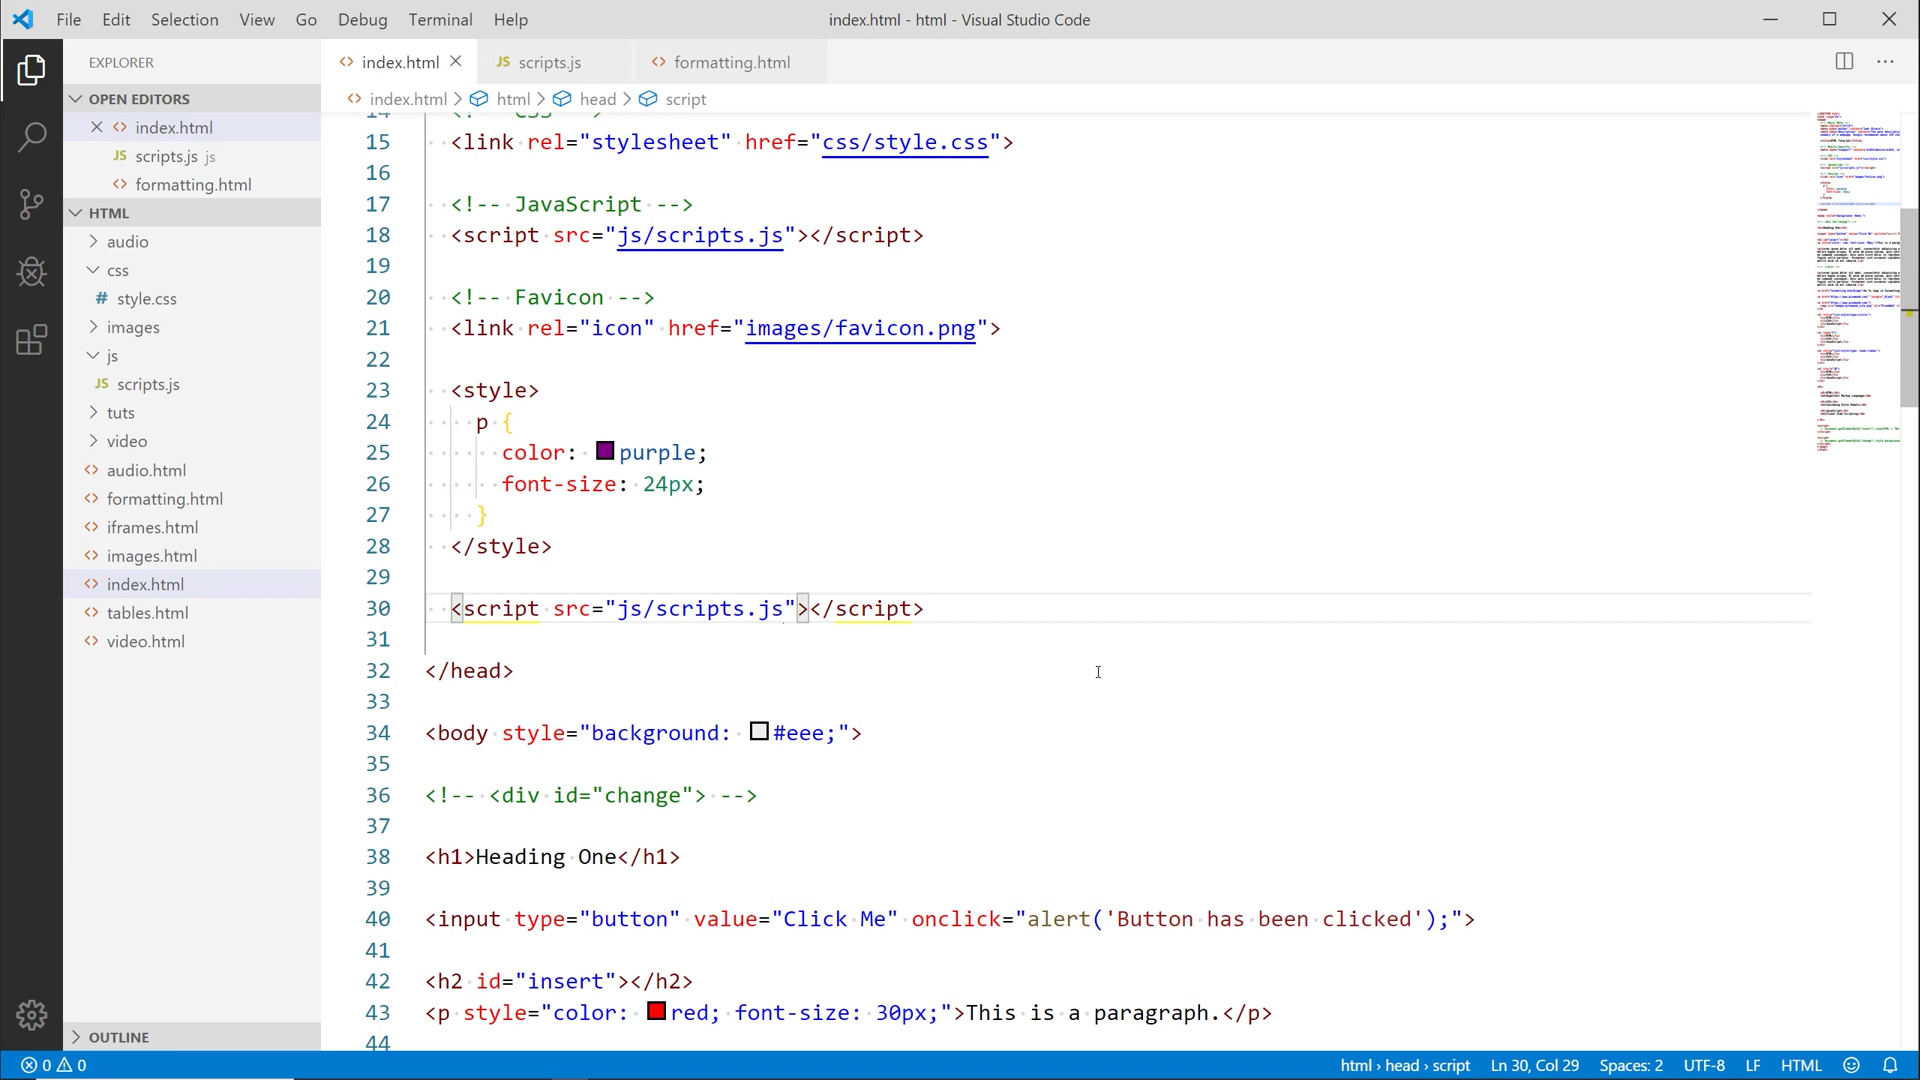 File Edit Selection View Go Debug Terminal Help
index.html - html - Visual Studio Code
EXPLORER
OPEN EDITORS
index.html
JS scripts.js js
formatting.html
HTML
audio
css
# style.css
images
js
JS scripts.js
tuts
video
audio.html
formatting.html
iframes.html
images.html
index.html
tables.html
video.html
OUTLINE
index.html
JS scripts.js
formatting.html
index.html > html > head > script
15 <link rel="stylesheet" href="css/style.css">
16
17 <!-- JavaScript -->
18 <script src="js/scripts.js"></script>
19
20 <!-- Favicon -->
21 <link rel="icon" href="images/favicon.png">
22
23 <style>
24 p {
25 color: purple;
26 font-size: 24px;
27 }
28 </style>
29
30 <script src="js/scripts.js"></script>
31
32 </head>
33
34 <body style="background: #eee;">
35
36 <!-- <div id="change"> -->
37
38 <h1>Heading One</h1>
39
40 <input type="button" value="Click Me" onclick="alert('Button has been clicked');">
41
42 <h2 id="insert"></h2>
43 <p style="color: red; font-size: 30px;">This is a paragraph.</p>
44
0 0
html › head › script Ln 30, Col 29 Spaces: 2 UTF-8 LF HTML